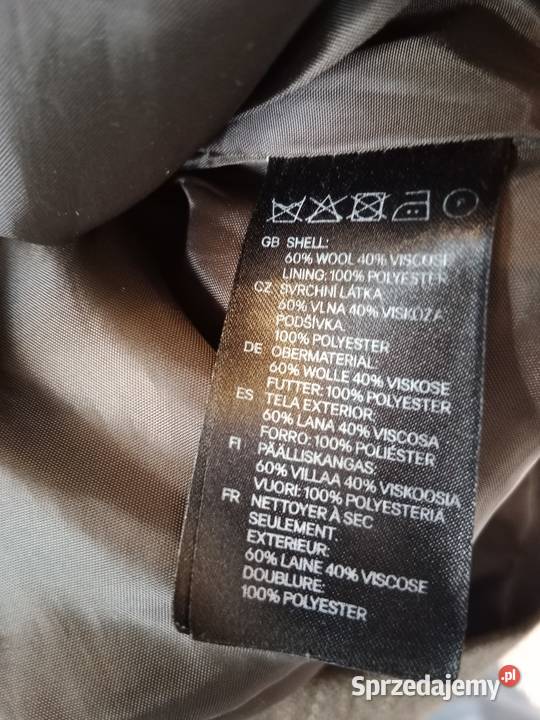 GB SHELL:
60% WOOL 40% VISCOSE
LINING: 100% POLYESTER
CZ SVRCHNÍ LÁTKA
60% VLNA 40% VISKÓZA
PODŠÍVKA
100% POLYESTER
DE OBERMATERIAL:
60% WOLLE 40% VISKOSE
FUTTER: 100% POLYESTER
ES TELA EXTERIOR:
60% LANA 40% VISCOSA
FORRO: 100% POLIÉSTER
FI PÄÄLLISKANGAS:
60% VILLAA 40% VISKOOSIA
VUORI: 100% POLYESTERIÄ
FR NETTOYER À SEC
SEULEMENT.
EXTERIEUR:
60% LAINE 40% VISCOSE
DOUBLURE:
100% POLYESTER
Sprzedajemy.pl